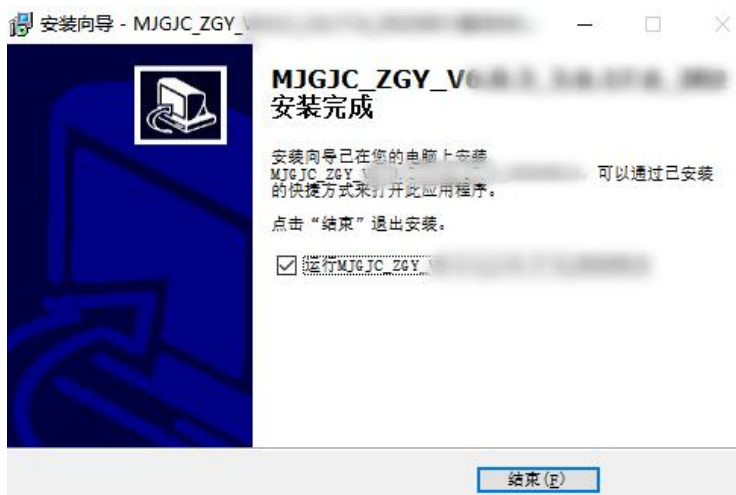 安装向导 - MJGJC_ZGY_
MJGJC_ZGY_V
安装完成
安装向导已在您的电脑上安装
MJGJC_ZGY_V 可以通过已安装
的快捷方式来打开此应用程序。
点击“结束”退出安装。
运行MJGJC_ZGY_
结束(F)